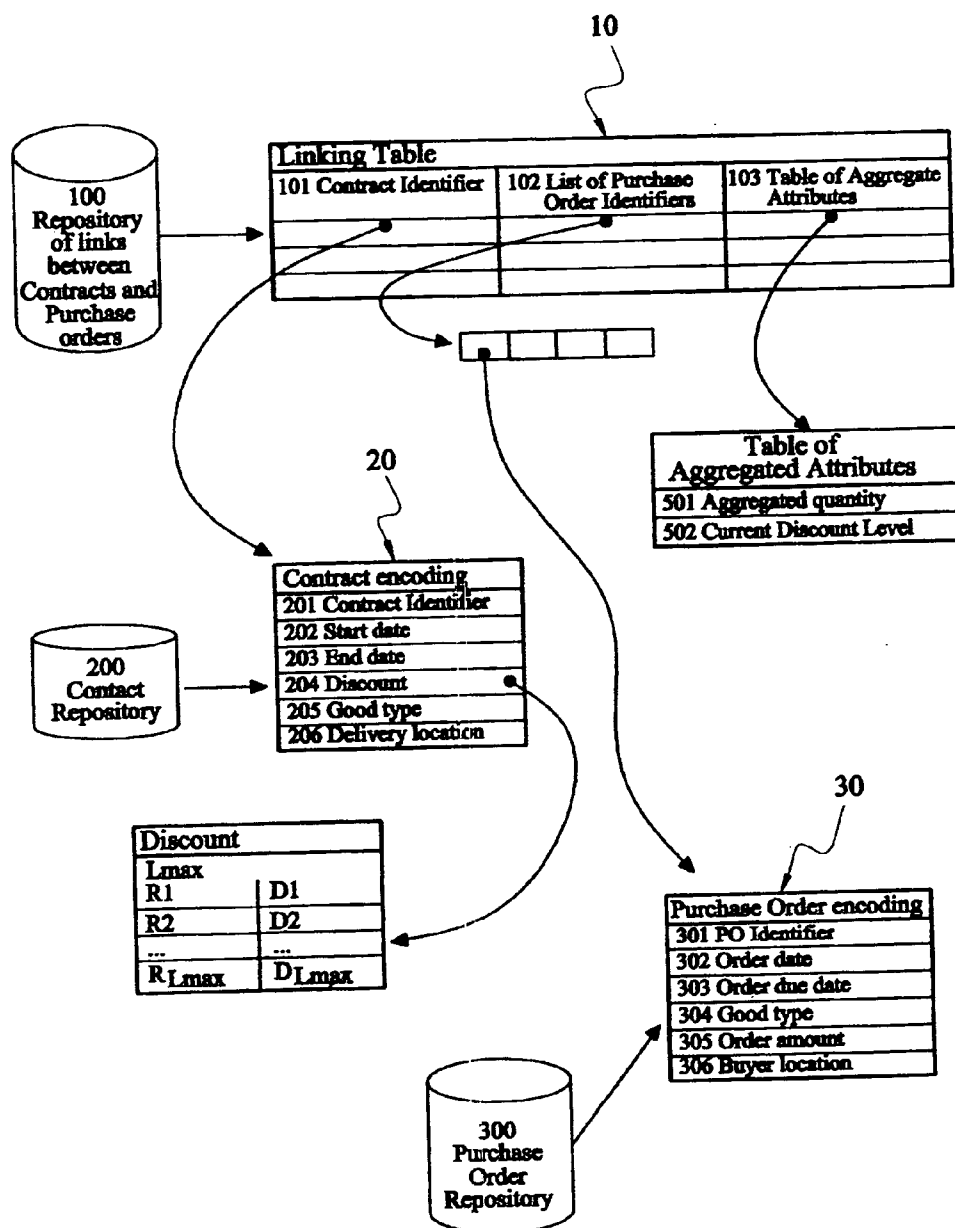 10
Linking Table
101 Contract Identifier
102 List of Purchase
Order Identifiers
103 Table of Aggregate
Attributes
100
Repository
of links
between
Contracts and
Purchase
orders
Table of
Aggregated Attributes
501 Aggregated quantity
502 Current Discount Level
20
Contract encoding
201 Contract Identifier
202 Start date
203 End date
204 Discount
205 Good type
206 Delivery location
200
Contact
Repository
Discount
Lmax
R1 D1
R2 D2
... ...
RLmax DLmax
30
Purchase Order encoding
301 PO Identifier
302 Order date
303 Order due date
304 Good type
305 Order amount
306 Buyer location
300
Purchase
Order
Repository